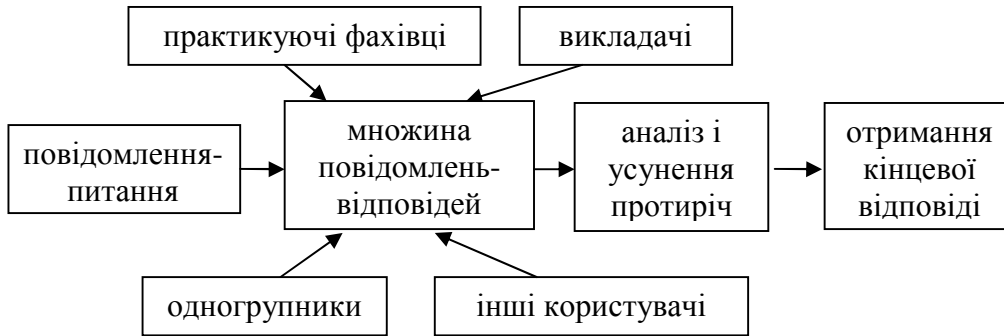 практикуючі фахівці
викладачі
повідомлення-
питання
множина
повідомлень-
відповідей
аналіз і
усунення
протиріч
отримання
кінцевої
відповіді
одногрупники
інші користувачі